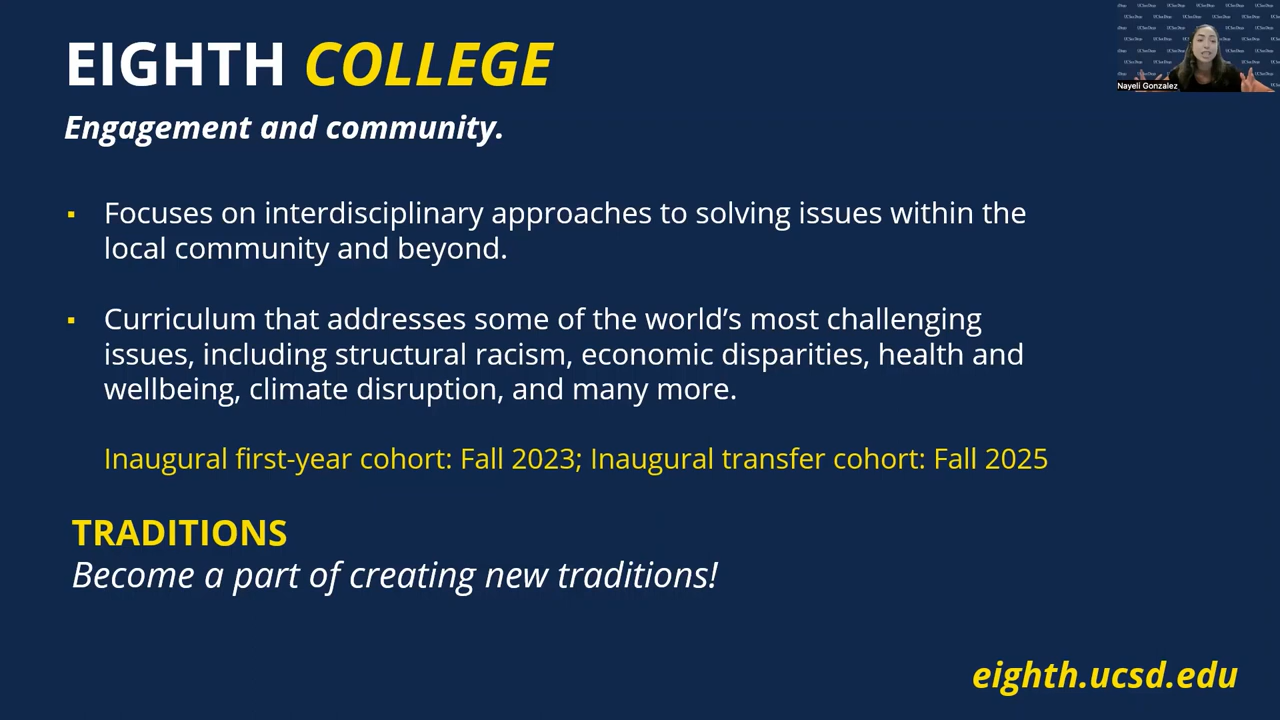 EIGHTH COLLEGE
Engagement and community.
Focuses on interdisciplinary approaches to solving issues within the
local community and beyond.
Curriculum that addresses some of the world’s most challenging
issues, including structural racism, economic disparities, health and
wellbeing, climate disruption, and many more.
Inaugural first-year cohort: Fall 2023; Inaugural transfer cohort: Fall 2025
TRADITIONS
Become a part of creating new traditions!
eighth.ucsd.edu
Nayeli Gonzalez
UC San Diego